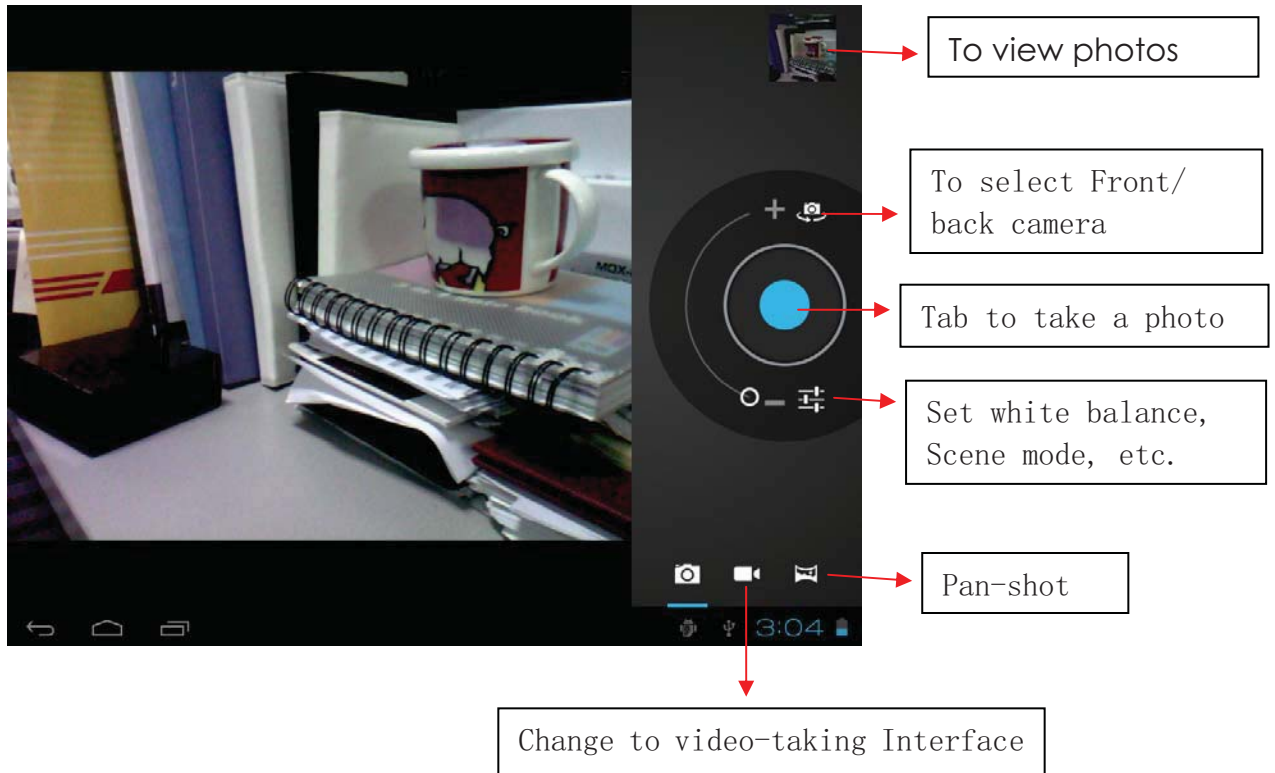 To view photos
To select Front/
back camera
MOX-
Tab to take a photo
Set white balance,
Scene mode, etc.
Pan-shot
3:04
Change to video-taking Interface